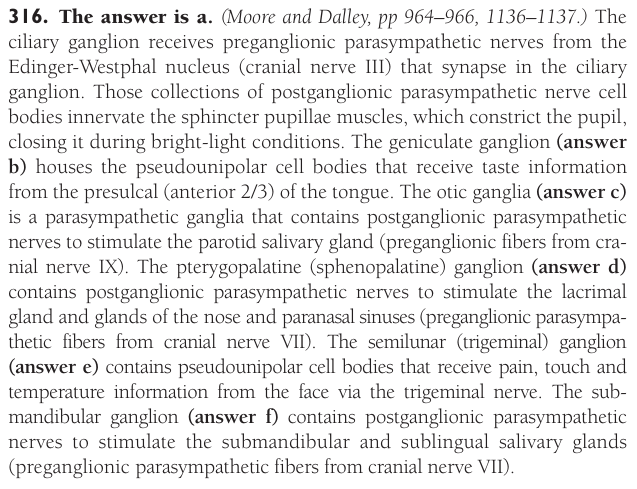 316. The answer is a. (Moore and Dalley, pp 964–966, 1136–1137.) The
ciliary ganglion receives preganglionic parasympathetic nerves from the
Edinger-Westphal nucleus (cranial nerve III) that synapse in the ciliary
ganglion. Those collections of postganglionic parasympathetic nerve cell
bodies innervate the sphincter pupillae muscles, which constrict the pupil,
closing it during bright-light conditions. The geniculate ganglion (answer
b) houses the pseudounipolar cell bodies that receive taste information
from the presulcal (anterior 2/3) of the tongue. The otic ganglia (answer c)
is a parasympathetic ganglia that contains postganglionic parasympathetic
nerves to stimulate the parotid salivary gland (preganglionic fibers from cra-
nial nerve IX). The pterygopalatine (sphenopalatine) ganglion (answer d)
contains postganglionic parasympathetic nerves to stimulate the lacrimal
gland and glands of the nose and paranasal sinuses (preganglionic parasympa-
thetic fibers from cranial nerve VII). The semilunar (trigeminal) ganglion
(answer e) contains pseudounipolar cell bodies that receive pain, touch and
temperature information from the face via the trigeminal nerve. The sub-
mandibular ganglion (answer f) contains postganglionic parasympathetic
nerves to stimulate the submandibular and sublingual salivary glands
(preganglionic parasympathetic fibers from cranial nerve VII).